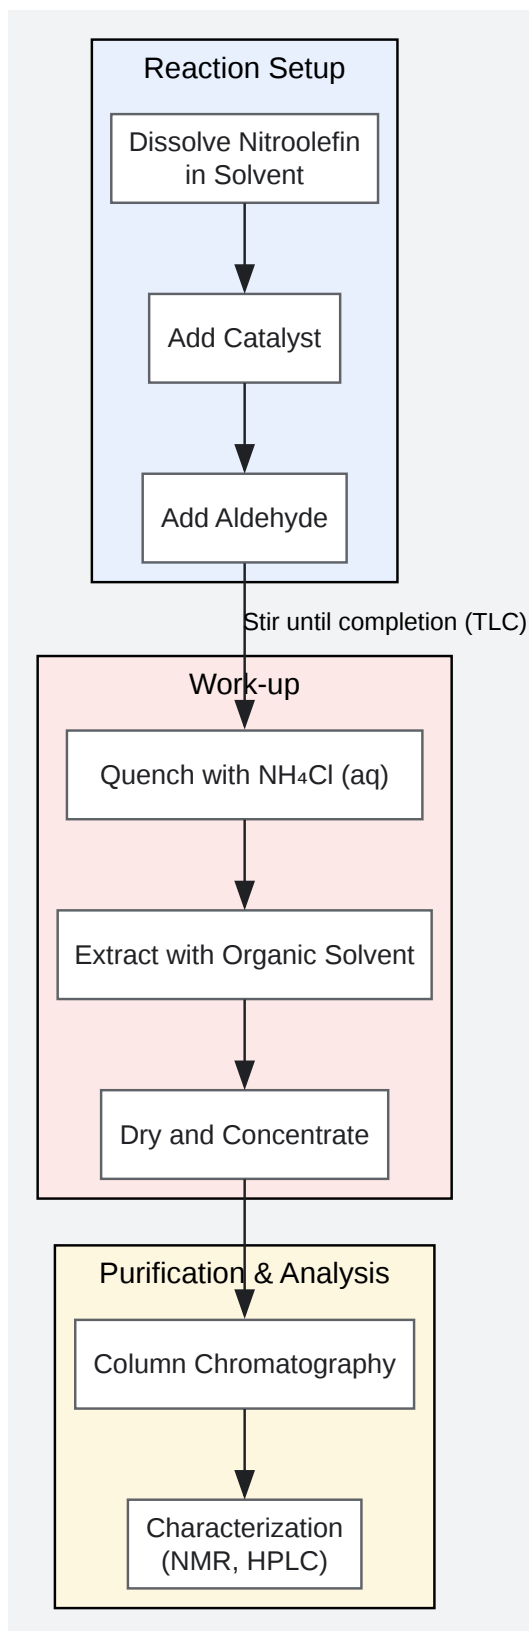 Reaction Setup
Dissolve Nitroolefin
in Solvent
Add Catalyst
Add Aldehyde
Stir until completion (TLC)
Work-up
Quench with NH₄Cl (aq)
Extract with Organic Solvent
Dry and Concentrate
Purification & Analysis
Column Chromatography
Characterization
(NMR, HPLC)